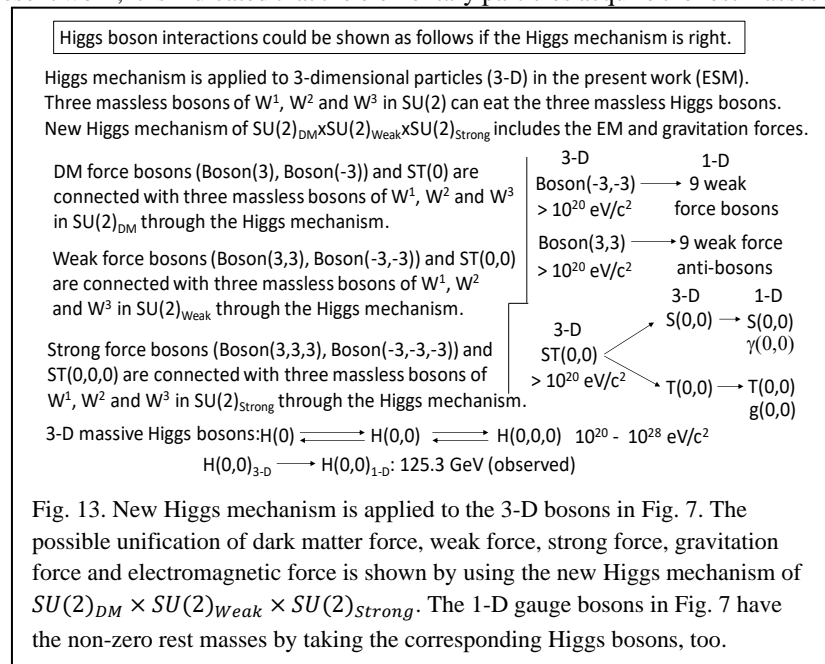 Higgs boson interactions could be shown as follows if the Higgs mechanism is right.
Higgs mechanism is applied to 3-dimensional particles (3-D) in the present work (ESM).
Three massless bosons of W¹, W² and W³ in SU(2) can eat the three massless Higgs bosons.
New Higgs mechanism of SU(2)_DM x SU(2)_Weak x SU(2)_Strong includes the EM and gravitation forces.
DM force bosons (Boson(3), Boson(-3)) and ST(0) are
connected with three massless bosons of W¹, W² and W³
in SU(2)_DM through the Higgs mechanism.
Weak force bosons (Boson(3,3), Boson(-3,-3)) and ST(0,0)
are connected with three massless bosons of W¹, W²
and W³ in SU(2)_Weak through the Higgs mechanism.
Strong force bosons (Boson(3,3,3), Boson(-3,-3,-3)) and
ST(0,0,0) are connected with three massless bosons of
W¹, W² and W³ in SU(2)_Strong through the Higgs mechanism.
3-D 1-D
Boson(-3,-3) → 9 weak
> 10²⁰ eV/c² force bosons
Boson(3,3) → 9 weak force
> 10²⁰ eV/c² anti-bosons
3-D 1-D
S(0,0) → S(0,0)
γ(0,0)
3-D
ST(0,0)
> 10²⁰ eV/c²
T(0,0) → T(0,0)
g(0,0)
3-D massive Higgs bosons: H(0) ⇄ H(0,0) ⇄ H(0,0,0) 10²⁰ - 10²⁸ eV/c²
H(0,0)_3-D → H(0,0)_1-D: 125.3 GeV (observed)
Fig. 13. New Higgs mechanism is applied to the 3-D bosons in Fig. 7. The
possible unification of dark matter force, weak force, strong force, gravitation
force and electromagnetic force is shown by using the new Higgs mechanism of
SU(2)_DM × SU(2)_Weak × SU(2)_Strong. The 1-D gauge bosons in Fig. 7 have
the non-zero rest masses by taking the corresponding Higgs bosons, too.